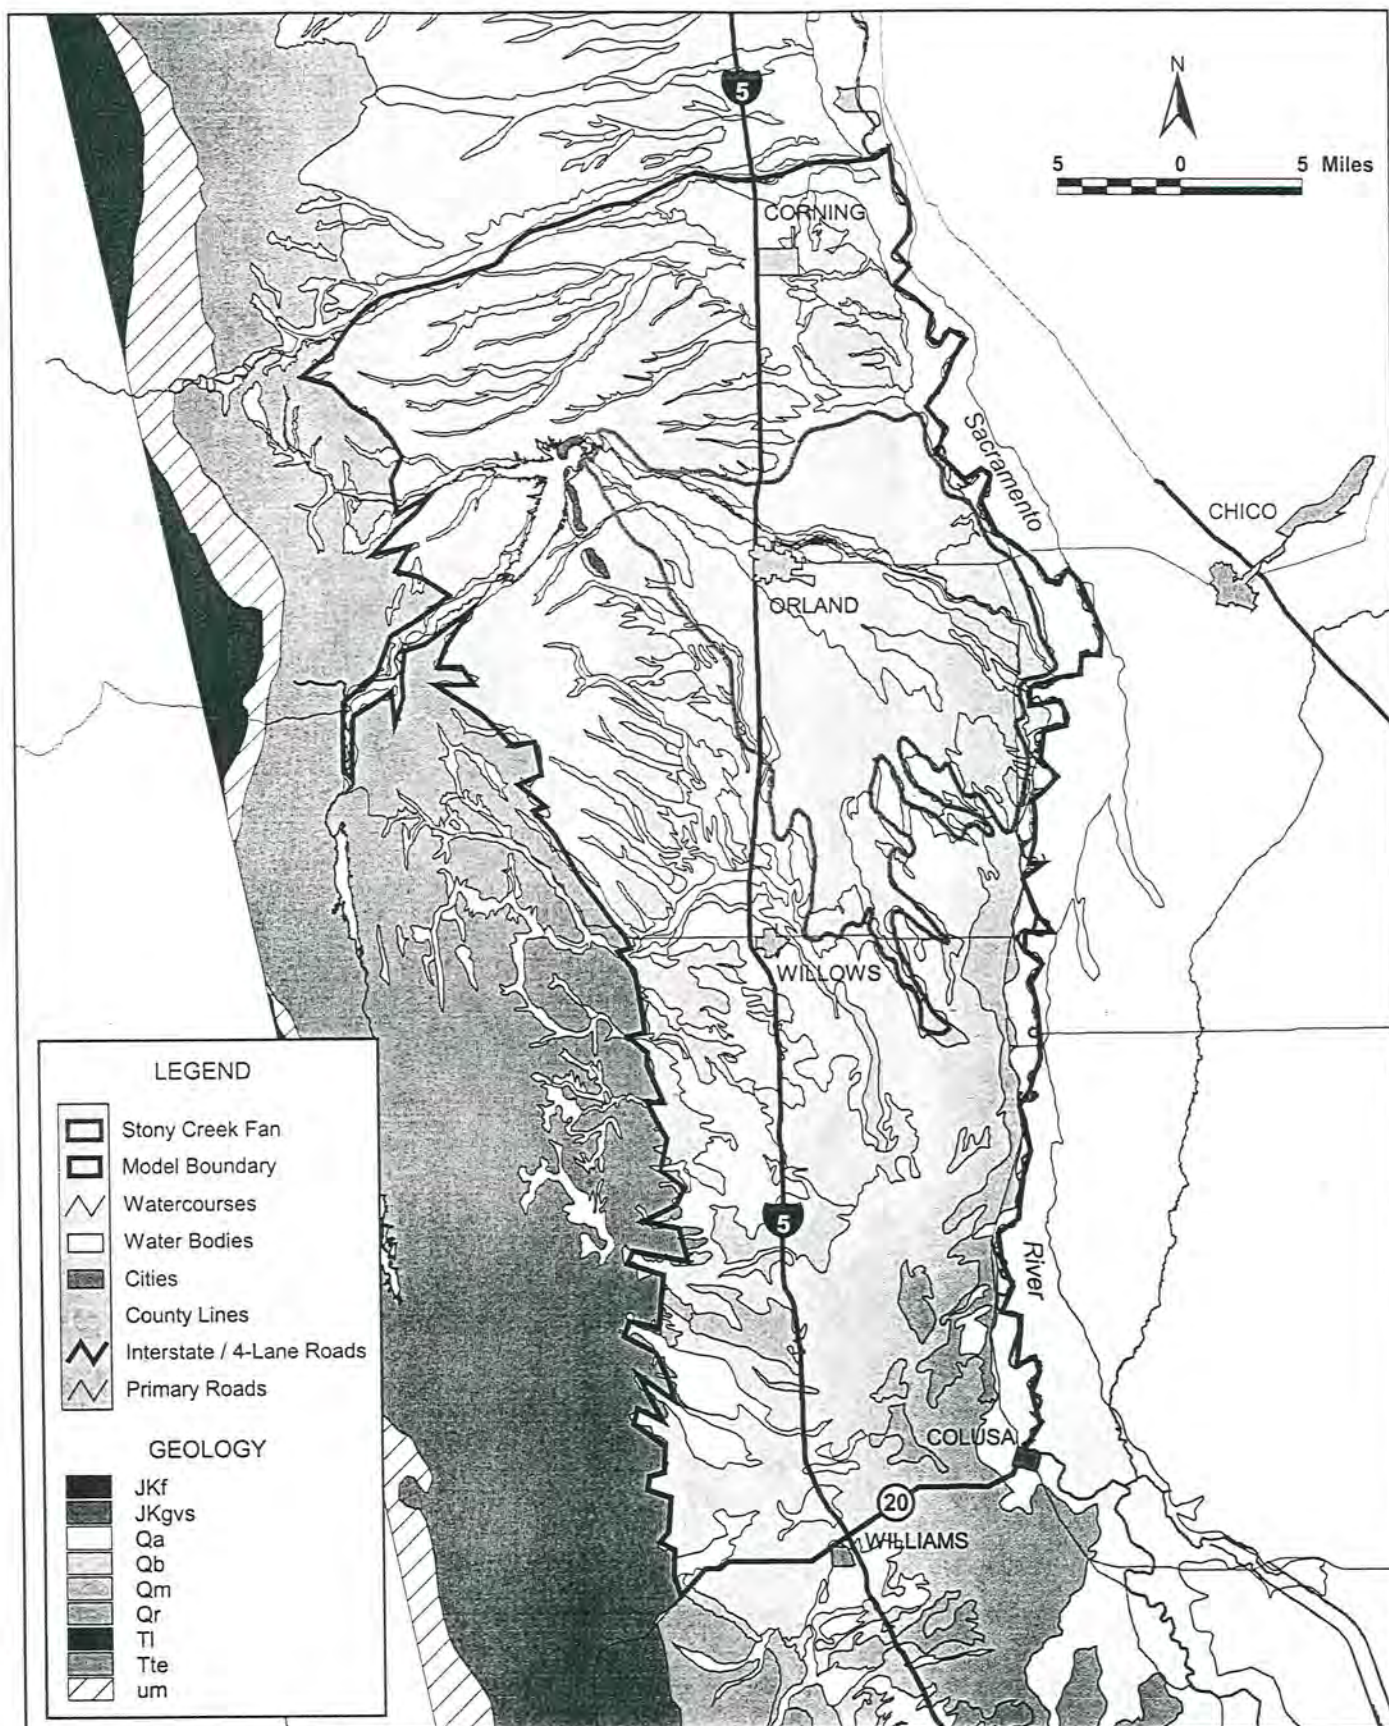 N
5
5 0 5 Miles
CORNING
Sacramento
CHICO
ORLAND
WILLOWS
5
River
COLUSA
20
WILLIAMS
LEGEND
Stony Creek Fan
Model Boundary
Watercourses
Water Bodies
Cities
County Lines
Interstate / 4-Lane Roads
Primary Roads
GEOLOGY
JKf
JKgvs
Qa
Qb
Qm
Qr
Tl
Tte
um